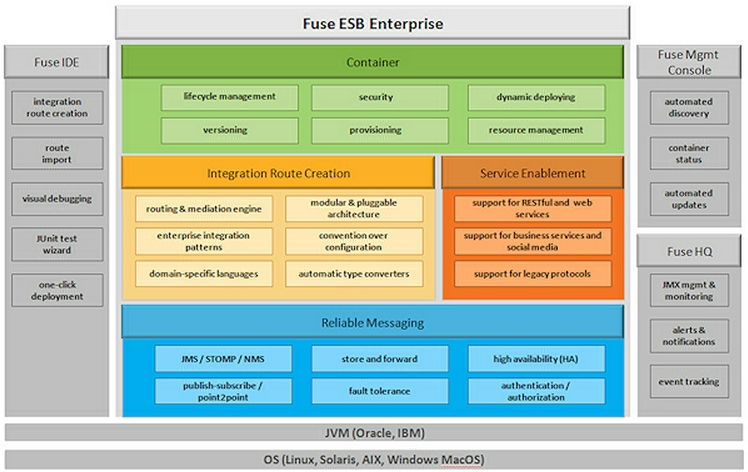 Fuse ESB Enterprise
Fuse IDE
integration
route creation
route
import
visual debugging
JUnit test
wizard
one-click
deployment
Container
lifecycle management
security
dynamic deploying
versioning
provisioning
resource management
Integration Route Creation
routing & mediation engine
modular & pluggable
architecture
enterprise integration
patterns
convention over
configuration
domain-specific languages
automatic type converters
Service Enablement
support for RESTful and web
services
support for business services and
social media
support for legacy protocols
Reliable Messaging
JMS / STOMP / NMS
store and forward
high availability (HA)
publish-subscribe /
point2point
fault tolerance
authentication /
authorization
Fuse Mgmt
Console
automated
discovery
container
status
automated
updates
Fuse HQ
JMX mgmt &
monitoring
alerts &
notifications
event tracking
JVM (Oracle, IBM)
OS (Linux, Solaris, AIX, Windows MacOS)